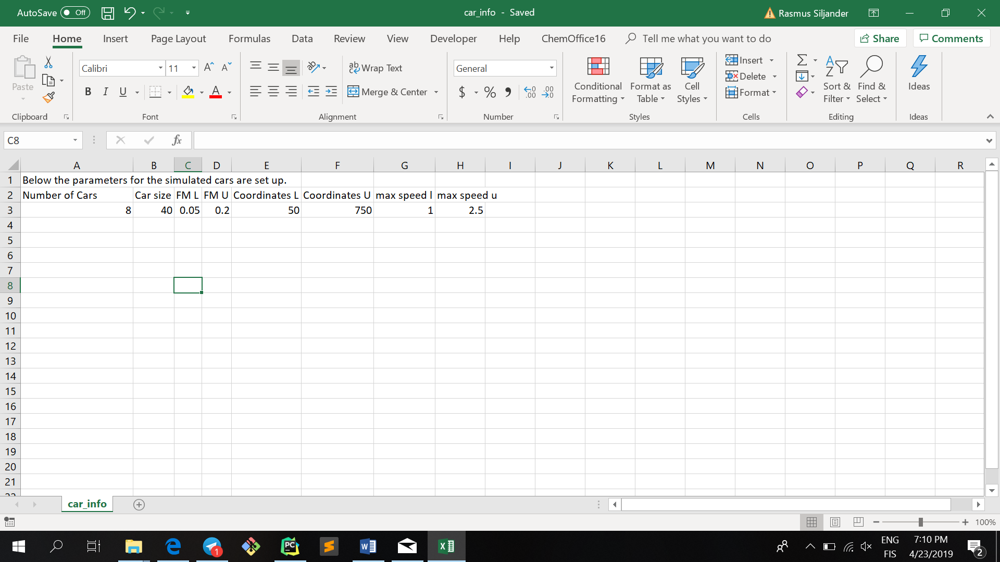 AutoSave Off
car_info - Saved
Rasmus Siljander
File Home Insert Page Layout Formulas Data Review View Developer Help ChemOffice16 Tell me what you want to do Share Comments
Paste
Calibri 11
B I U A
Wrap Text
Merge & Center
General
$ %
Conditional Formatting
Format as Table
Cell Styles
Insert
Delete
Format
Sort & Filter
Find & Select
Ideas
Clipboard Font Alignment Number Styles Cells Editing Ideas
C8 fx
A B C D E F G H I J K L M N O P Q R
1 Below the parameters for the simulated cars are set up.
2 Number of Cars Car size FM L FM U Coordinates L Coordinates U max speed l max speed u
3 8 40 0.05 0.2 50 750 1 2.5
4
5
6
7
8
9
10
11
12
13
14
15
16
17
18
19
20
21
22
car_info
100%
ENG 7:10 PM
FIS 4/23/2019
1
2